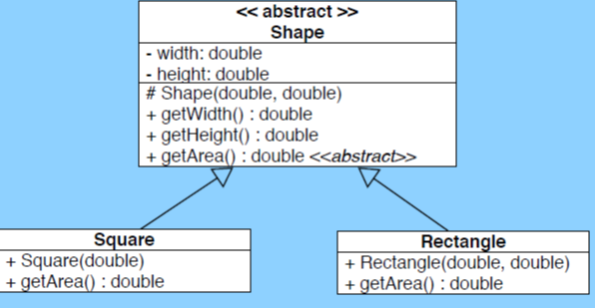 << abstract >>
Shape
- width: double
- height: double
# Shape(double, double)
+ getWidth() : double
+ getHeight() : double
+ getArea() : double <<abstract>>
Square
+ Square(double)
+ getArea() : double
Rectangle
+ Rectangle(double, double)
+ getArea() : double